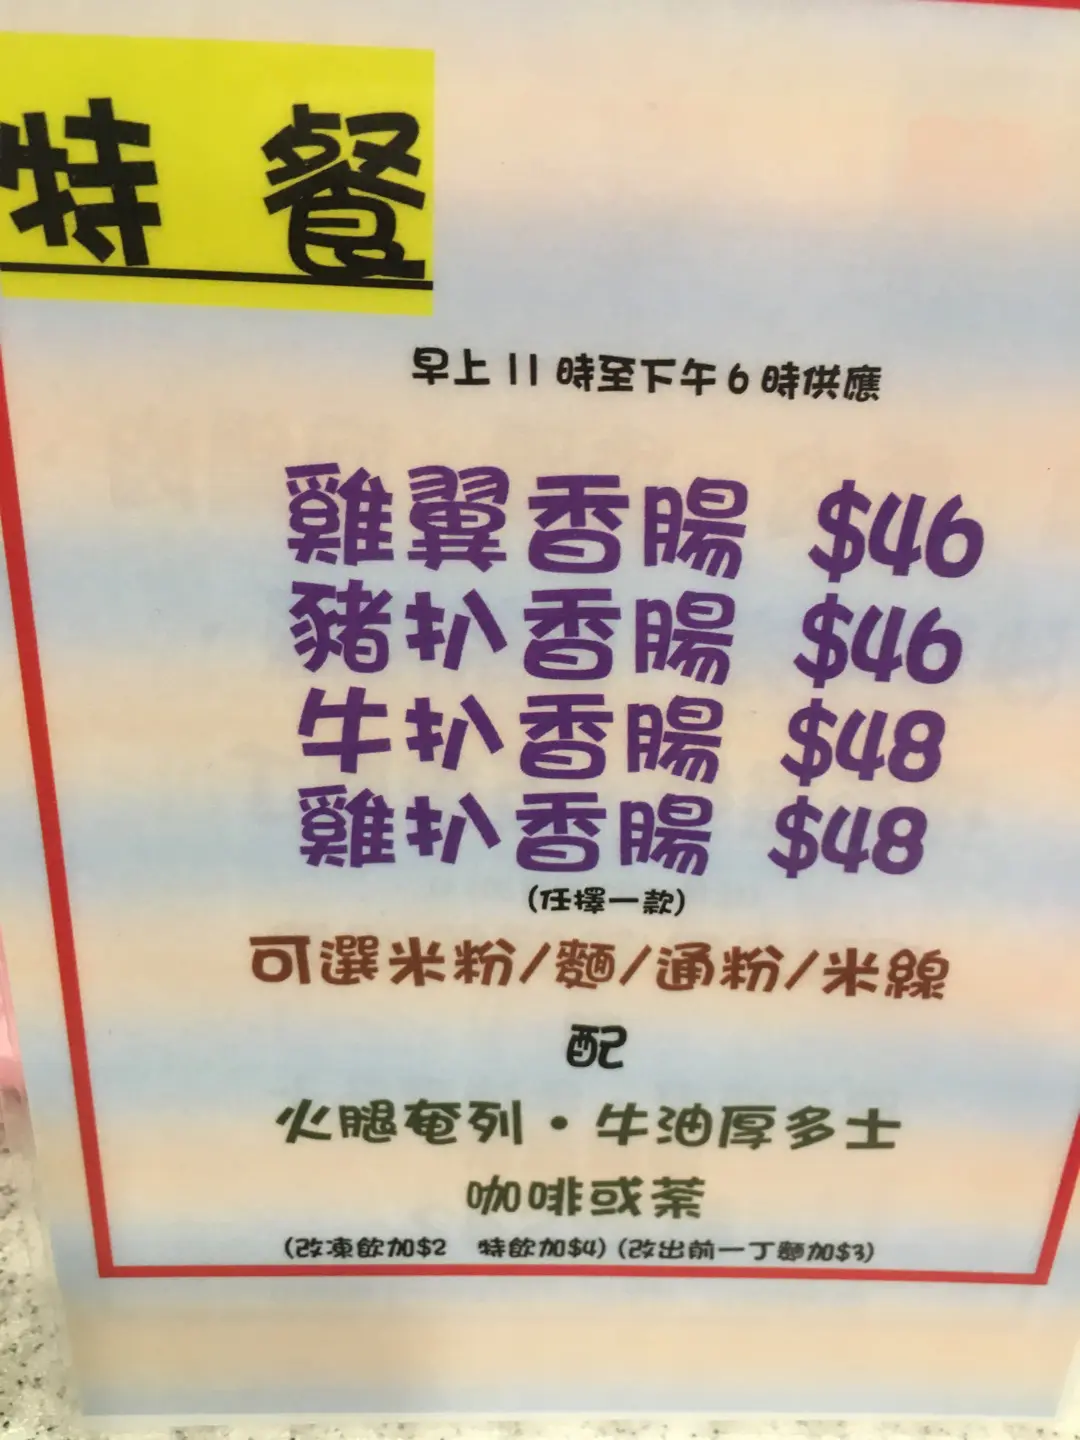 特 餐
早上 11 時至下午 6 時供應
雞翼香腸 $46
豬扒香腸 $46
牛扒香腸 $48
雞扒香腸 $48
(任擇一款)
可選米粉/麵/通粉/米線
配
火腿奄列·牛油厚多士
咖啡或茶
(改凍飲加$2 特飲加$4) (改出前一丁麵加$3)